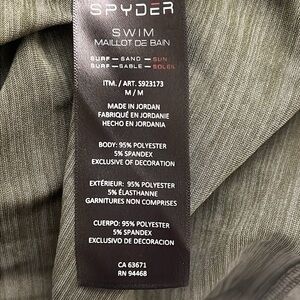 SPYDER
SWIM
MAILLOT DE BAIN
SURF — SAND — SUN
SURF — SABLE — SOLEIL
ITM. / ART. 5923173
M / M
MADE IN JORDAN
FABRIQUÉ EN JORDANIE
HECHO EN JORDANIA
BODY: 95% POLYESTER
5% SPANDEX
EXCLUSIVE OF DECORATION
EXTÉRIEUR: 95% POLYESTER
5% ÉLASTHANNE
GARNITURES NON COMPRISES
CUERPO: 95% POLYESTER
5% SPANDEX
EXCLUSIVO DE DECORACION
CA 63671
RN 94468